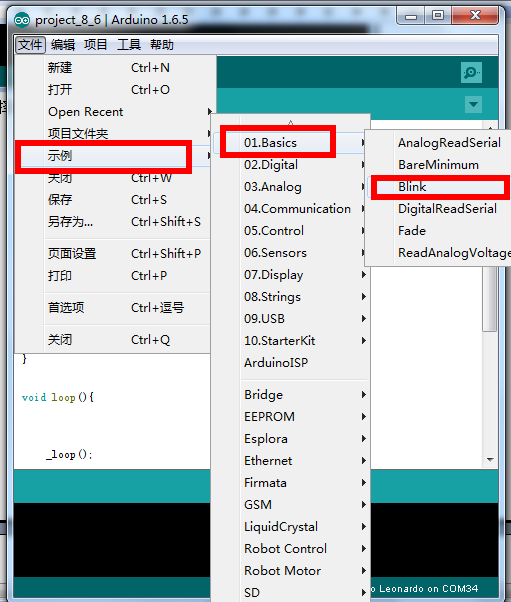 project_8_6 | Arduino 1.6.5
文件 编辑 项目 工具 帮助
新建 Ctrl+N
打开 Ctrl+O
Open Recent
项目文件夹
示例
关闭 Ctrl+W
保存 Ctrl+S
另存为... Ctrl+Shift+S
页面设置 Ctrl+Shift+P
打印 Ctrl+P
首选项 Ctrl+逗号
关闭 Ctrl+Q
01.Basics
02.Digital
03.Analog
04.Communication
05.Control
06.Sensors
07.Display
08.Strings
09.USB
10.StarterKit
ArduinoISP
Bridge
EEPROM
Esplora
Ethernet
Firmata
GSM
LiquidCrystal
Robot Control
Robot Motor
SD
AnalogReadSerial
BareMinimum
Blink
DigitalReadSerial
Fade
ReadAnalogVoltage
}
void loop(){
_loop();
o Leonardo on COM34